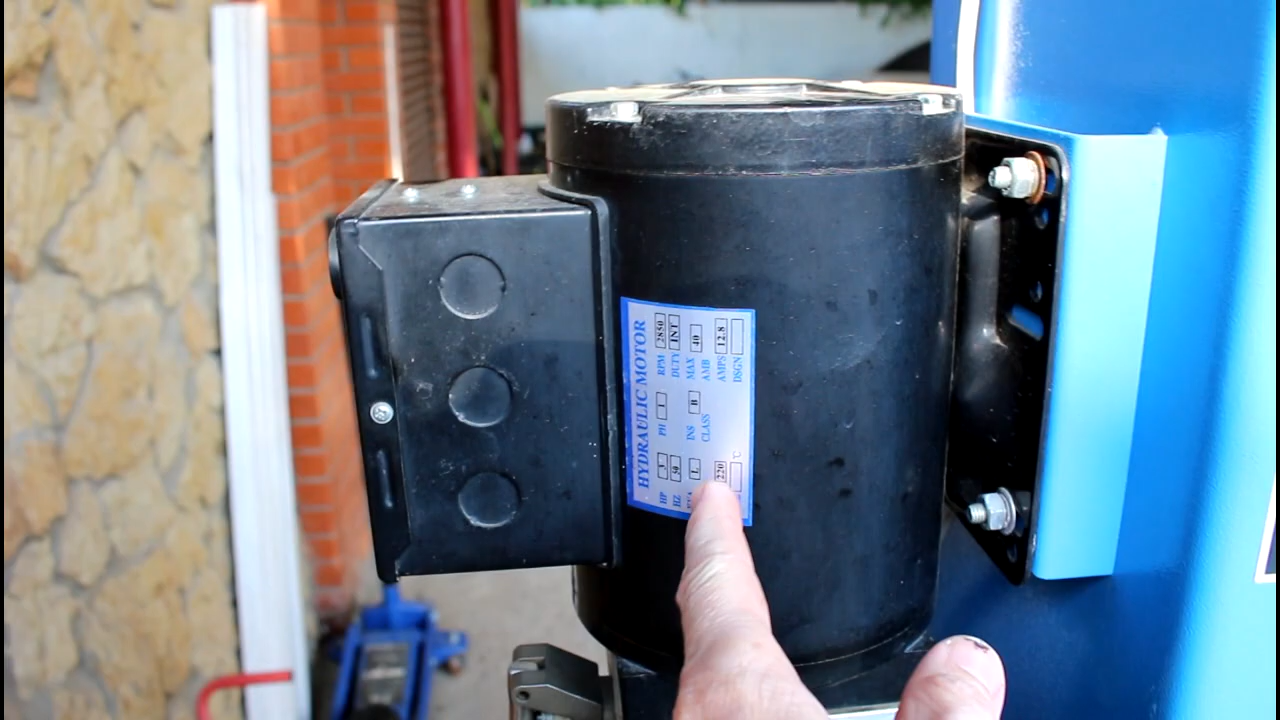 HYDRAULIC MOTOR
HP 3 PH 1 RPM 2850
HZ 50 DUTY INT
L INS CLASS B MAX AMB 40
220 AMPS 12.8
°C DSGN